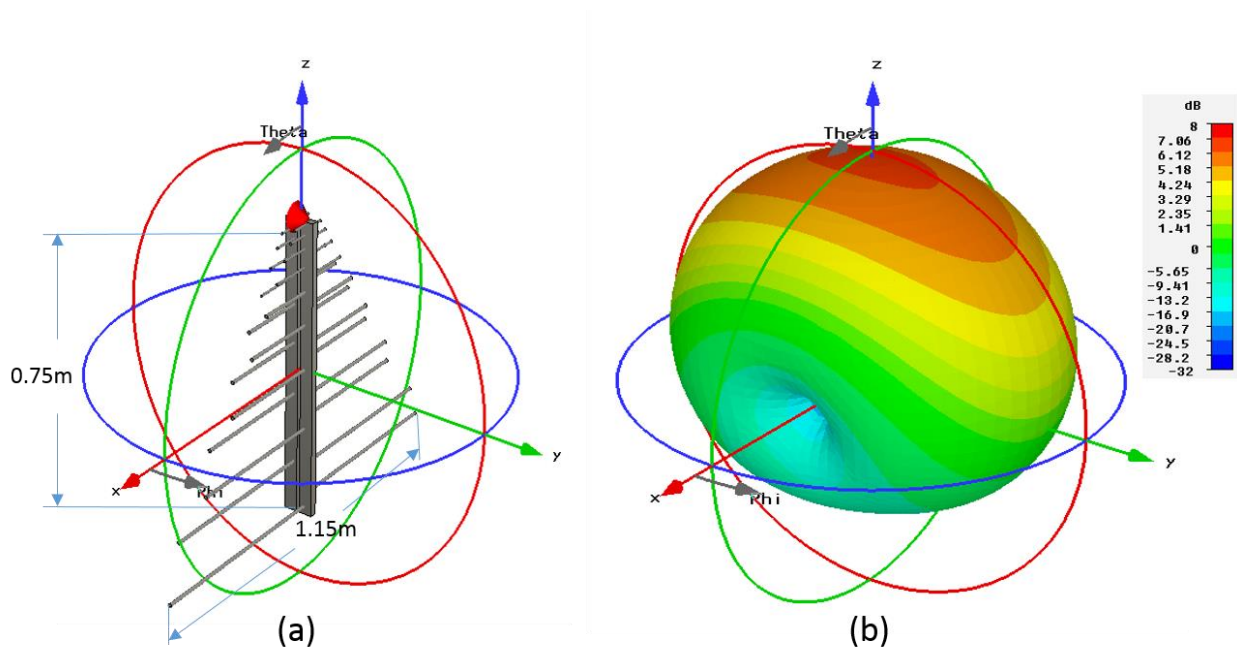 z
Theta
0.75m
x
Phi
y
1.15m
(a)
z
Theta
x
Phi
y
(b)
dB
8
7.06
6.12
5.18
4.24
3.29
2.35
1.41
0
-5.65
-9.41
-13.2
-16.9
-20.7
-24.5
-28.2
-32